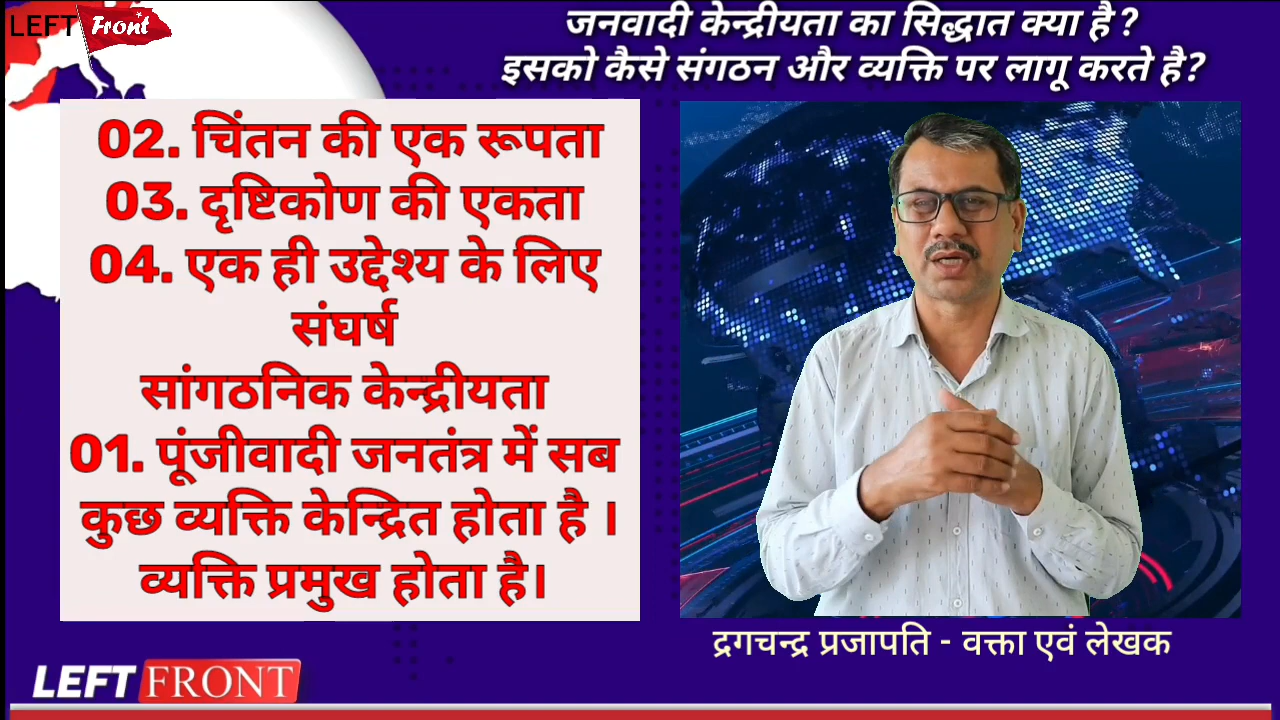 LEFT Front
जनवादी केन्द्रीयता का सिद्धात क्या है ?
इसको कैसे संगठन और व्यक्ति पर लागू करते है?
02. चिंतन की एक रूपता
03. दृष्टिकोण की एकता
04. एक ही उद्देश्य के लिए
संघर्ष
सांगठनिक केन्द्रीयता
01. पूंजीवादी जनतंत्र में सब
कुछ व्यक्ति केन्द्रित होता है ।
व्यक्ति प्रमुख होता है।
द्रगचन्द्र प्रजापति - वक्ता एवं लेखक
LEFT FRONT